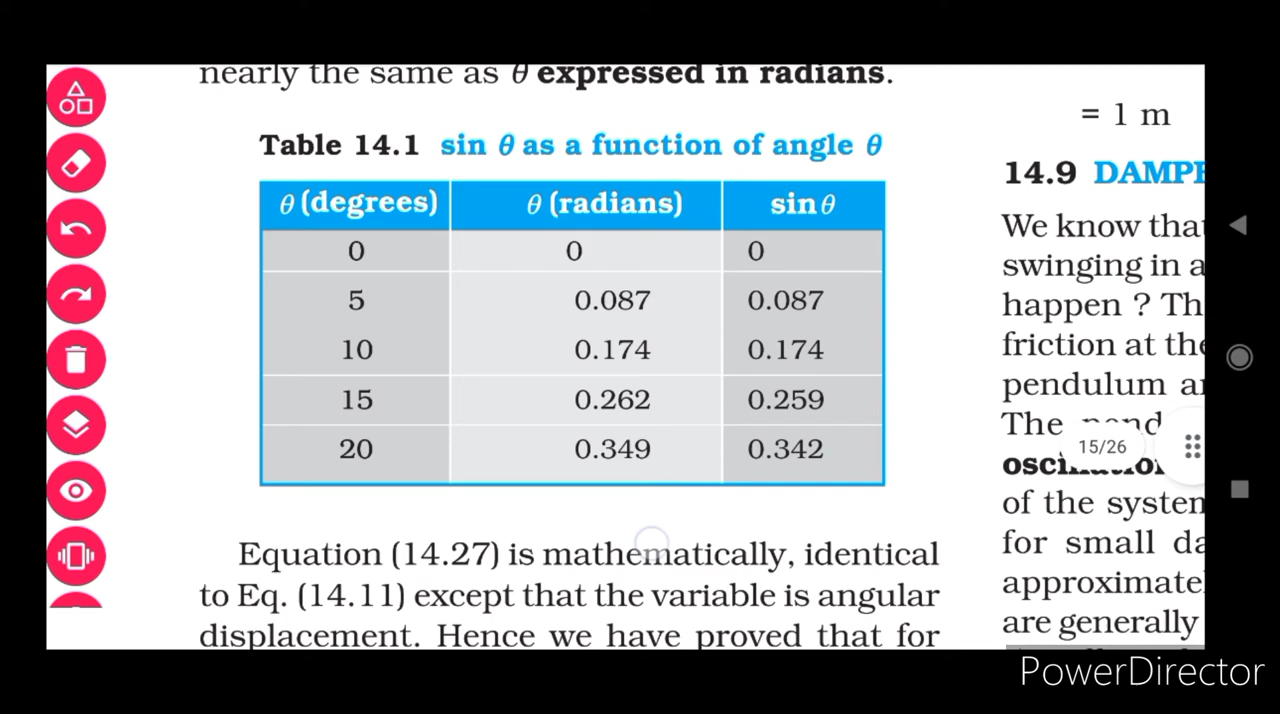 nearly the same as θ expressed in radians.
Table 14.1 sin θ as a function of angle θ
θ (degrees) θ (radians) sin θ
0 0 0
5 0.087 0.087
10 0.174 0.174
15 0.262 0.259
20 0.349 0.342
Equation (14.27) is mathematically, identical
to Eq. (14.11) except that the variable is angular
displacement. Hence we have proved that for
= 1 m
14.9 DAMPE
We know tha
swinging in a
happen ? Th
friction at the
pendulum a
The
of the system
for small da
approximate
are generally
15/26
PowerDirector